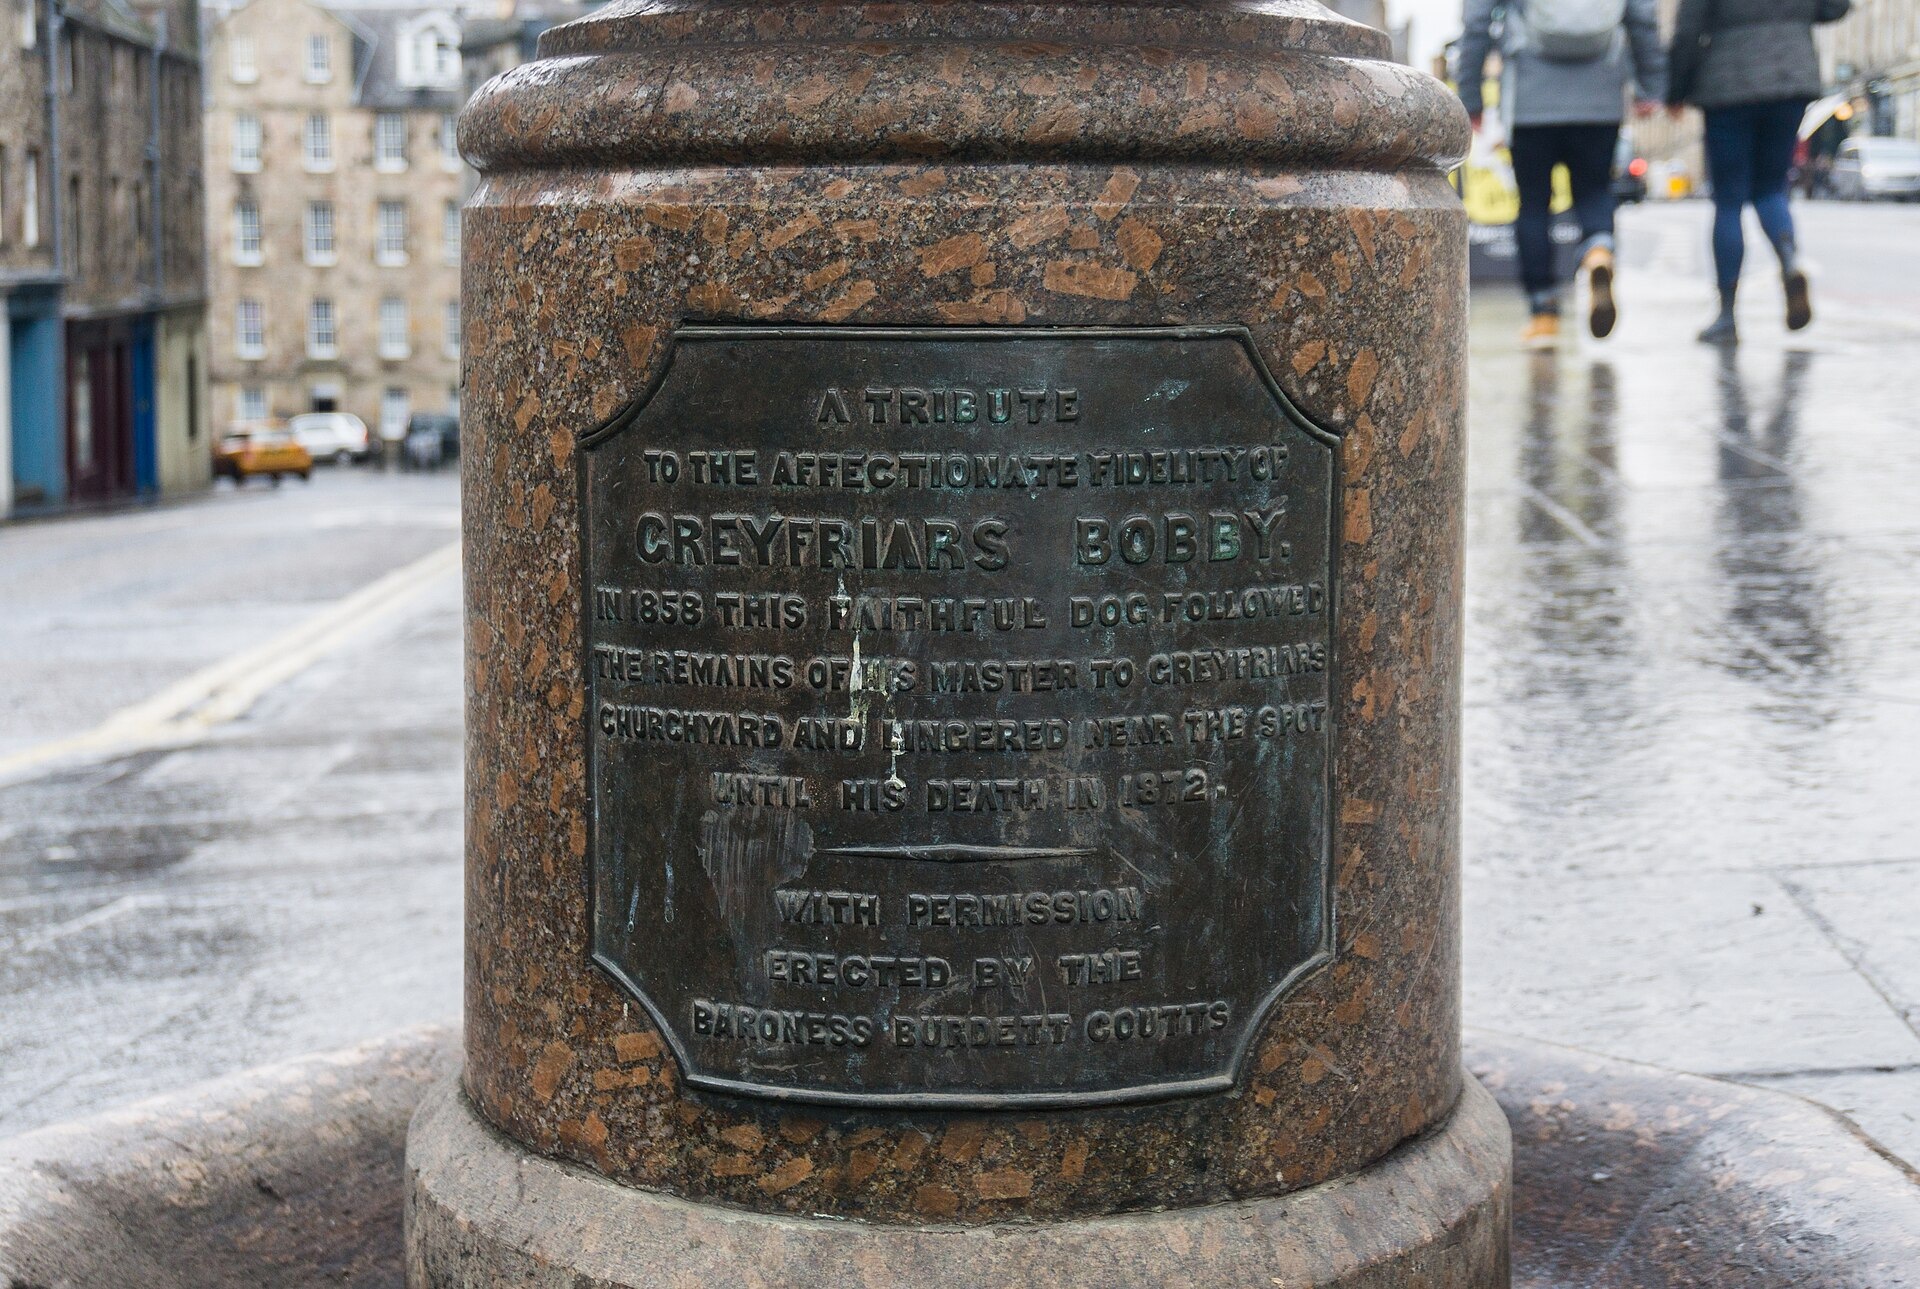 A TRIBUTE
TO THE AFFECTIONATE FIDELITY OF
GREYFRIARS BOBBY.
IN 1858 THIS FAITHFUL DOG FOLLOWED
THE REMAINS OF HIS MASTER TO GREYFRIARS
CHURCHYARD AND LINGERED NEAR THE SPOT
UNTIL HIS DEATH IN 1872.
WITH PERMISSION
ERECTED BY THE
BARONESS BURDETT COUTTS